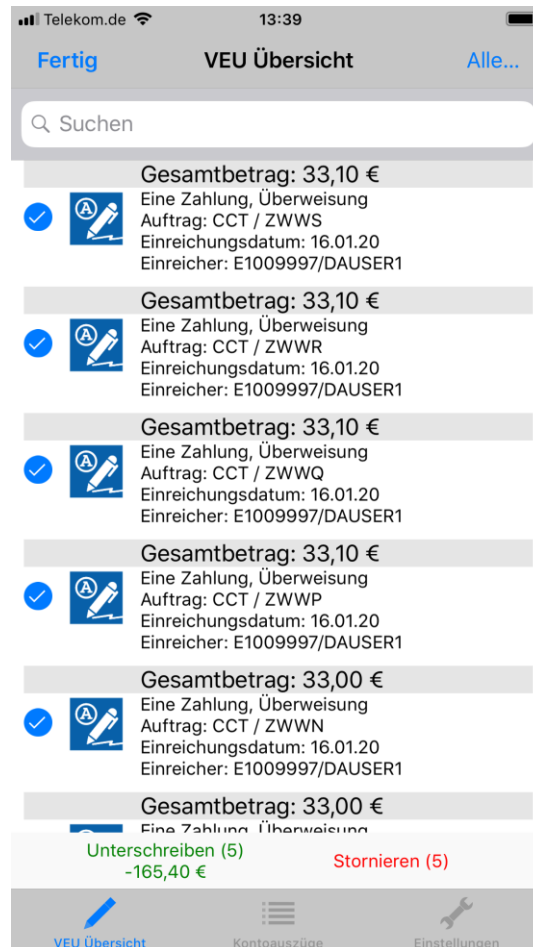 Telekom.de 13:39
Fertig VEU Übersicht Alle...
Suchen
Gesamtbetrag: 33,10 €
Eine Zahlung, Überweisung
Auftrag: CCT / ZWWS
Einreichungsdatum: 16.01.20
Einreicher: E1009997/DAUSER1
Gesamtbetrag: 33,10 €
Eine Zahlung, Überweisung
Auftrag: CCT / ZWWR
Einreichungsdatum: 16.01.20
Einreicher: E1009997/DAUSER1
Gesamtbetrag: 33,10 €
Eine Zahlung, Überweisung
Auftrag: CCT / ZWWQ
Einreichungsdatum: 16.01.20
Einreicher: E1009997/DAUSER1
Gesamtbetrag: 33,10 €
Eine Zahlung, Überweisung
Auftrag: CCT / ZWWP
Einreichungsdatum: 16.01.20
Einreicher: E1009997/DAUSER1
Gesamtbetrag: 33,00 €
Eine Zahlung, Überweisung
Auftrag: CCT / ZWWN
Einreichungsdatum: 16.01.20
Einreicher: E1009997/DAUSER1
Gesamtbetrag: 33,00 €
Eine Zahlung, Überweisung
Unterschreiben (5) Stornieren (5)
-165,40 €
VEU Übersicht Kontoauszüge Einstellungen